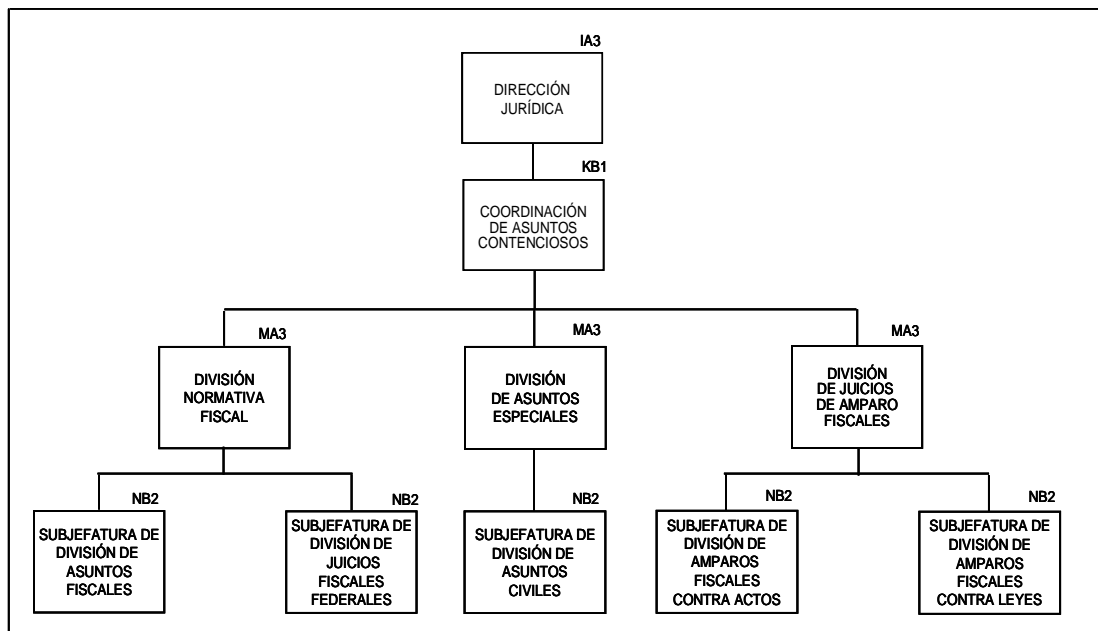 IA3
DIRECCIÓN
JURÍDICA
KB1
COORDINACIÓN
DE ASUNTOS
CONTENCIOSOS
MA3
DIVISIÓN
NORMATIVA
FISCAL
MA3
DIVISIÓN
DE ASUNTOS
ESPECIALES
MA3
DIVISIÓN
DE JUICIOS
DE AMPARO
FISCALES
NB2
SUBJEFATURA DE
DIVISIÓN DE
ASUNTOS
FISCALES
NB2
SUBJEFATURA DE
DIVISIÓN DE
JUICIOS
FISCALES
FEDERALES
NB2
SUBJEFATURA DE
DIVISIÓN DE
ASUNTOS
CIVILES
NB2
SUBJEFATURA DE
DIVISIÓN DE
AMPAROS
FISCALES
CONTRA ACTOS
NB2
SUBJEFATURA DE
DIVISIÓN DE
AMPAROS
FISCALES
CONTRA LEYES